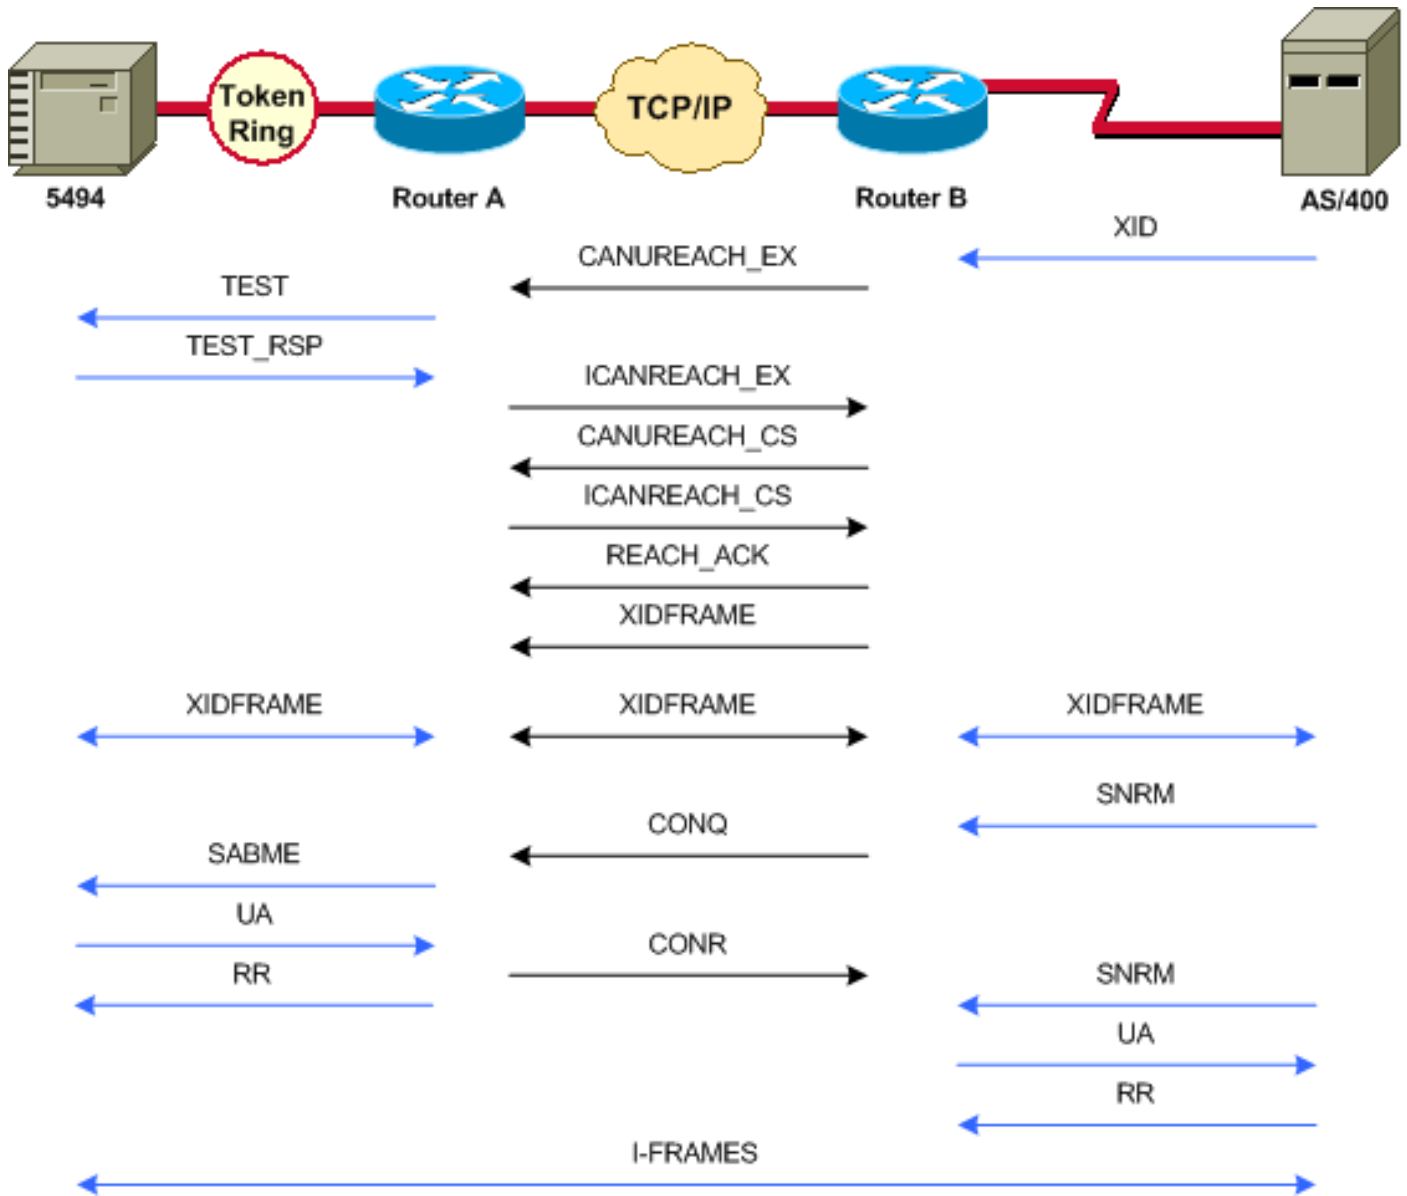 Token
Ring
TCP/IP
5494
Router A
Router B
AS/400
XID
CANUREACH_EX
TEST
TEST_RSP
ICANREACH_EX
CANUREACH_CS
ICANREACH_CS
REACH_ACK
XIDFRAME
XIDFRAME
XIDFRAME
XIDFRAME
SNRM
CONQ
SABME
UA
CONR
RR
SNRM
UA
RR
I-FRAMES